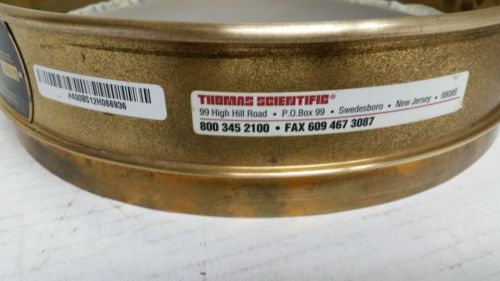 #400BS12H066936
THOMAS SCIENTIFIC®
99 High Hill Road • P.O.Box 99 • Swedesboro • New Jersey • 08085
800 345 2100 • FAX 609 467 3087